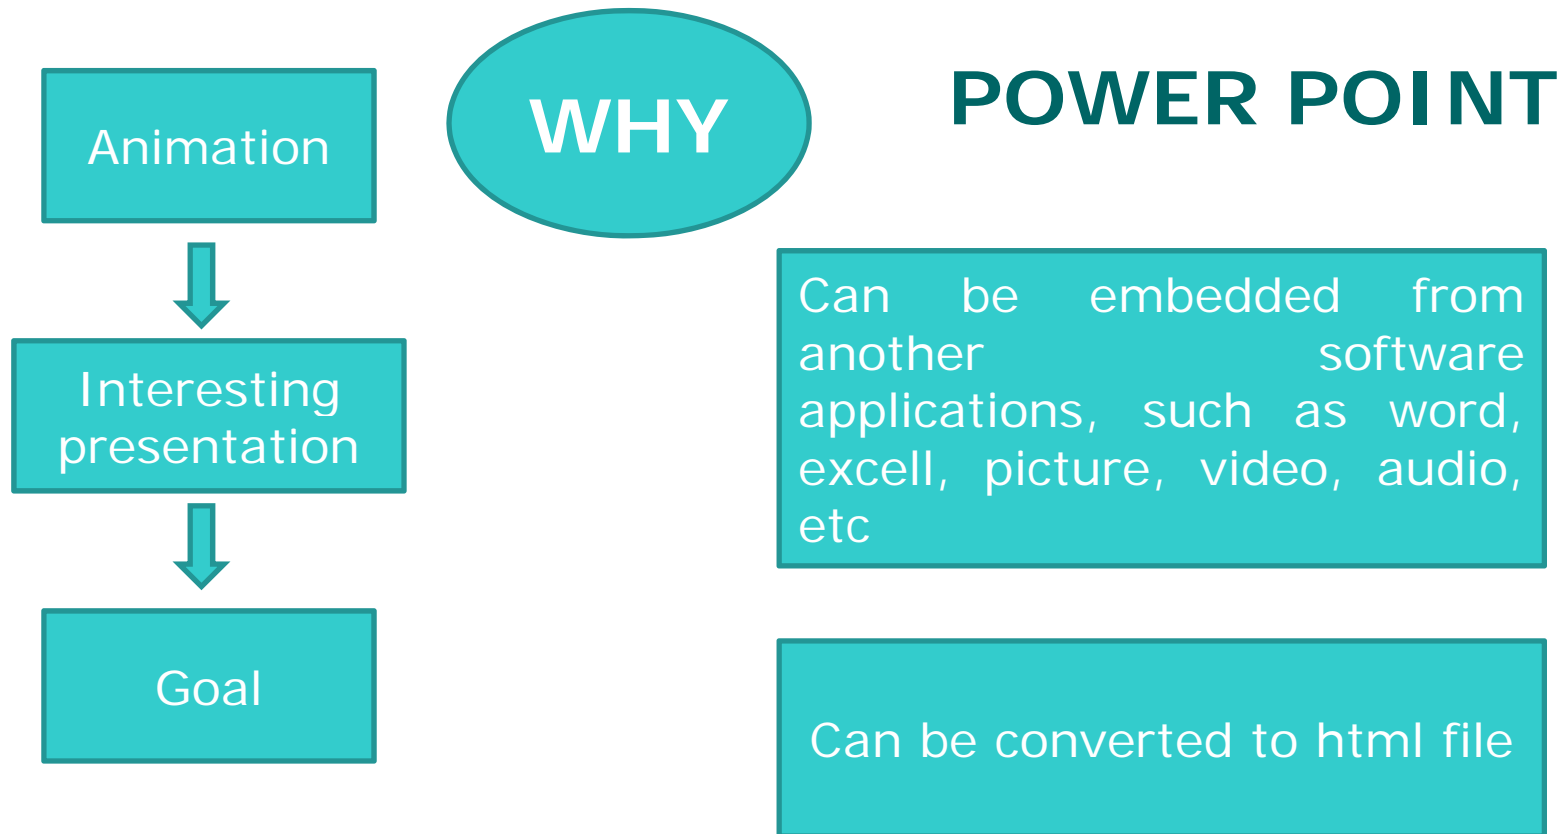 WHY
POWER POINT
Animation
Interesting
presentation
Goal
Can be embedded from
another software
applications, such as word,
excell, picture, video, audio,
etc
Can be converted to html file